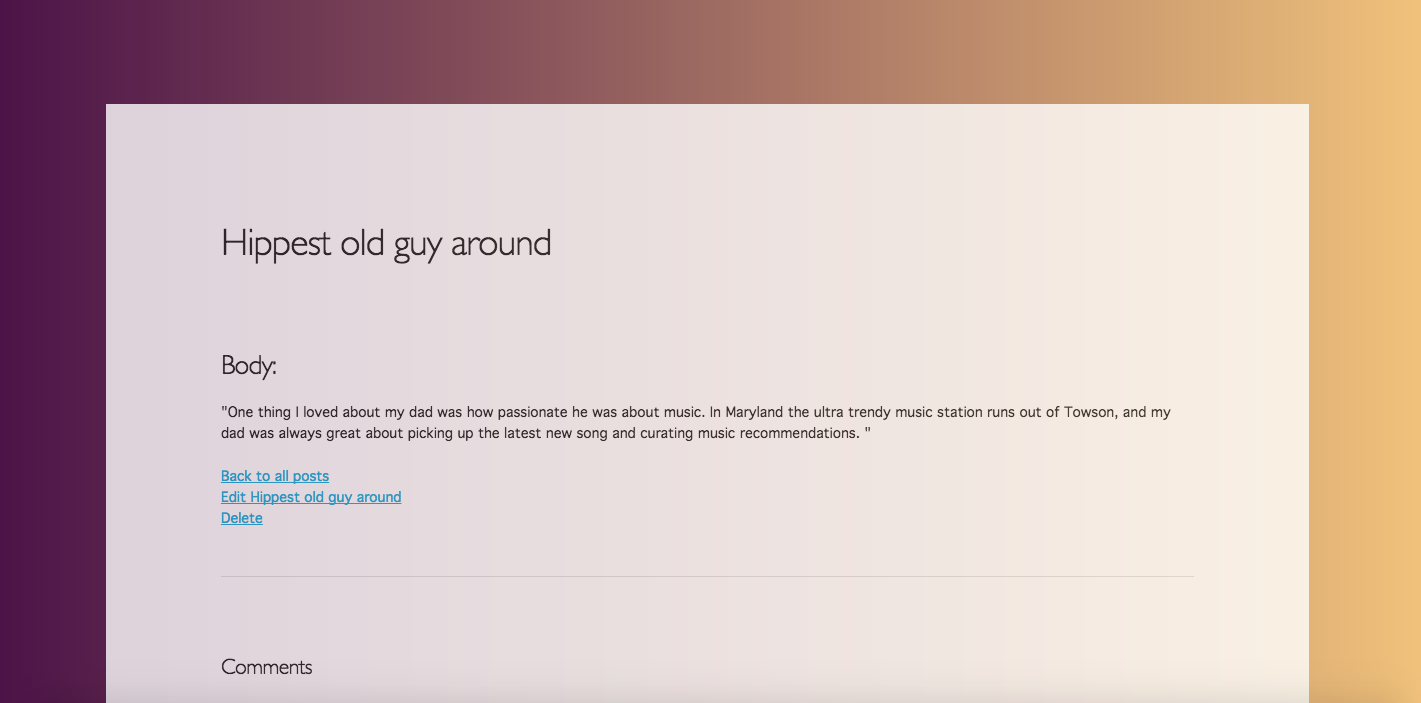 Hippest old guy around
Body:
"One thing I loved about my dad was how passionate he was about music. In Maryland the ultra trendy music station runs out of Towson, and my
dad was always great about picking up the latest new song and curating music recommendations. "
Back to all posts
Edit Hippest old guy around
Delete
Comments